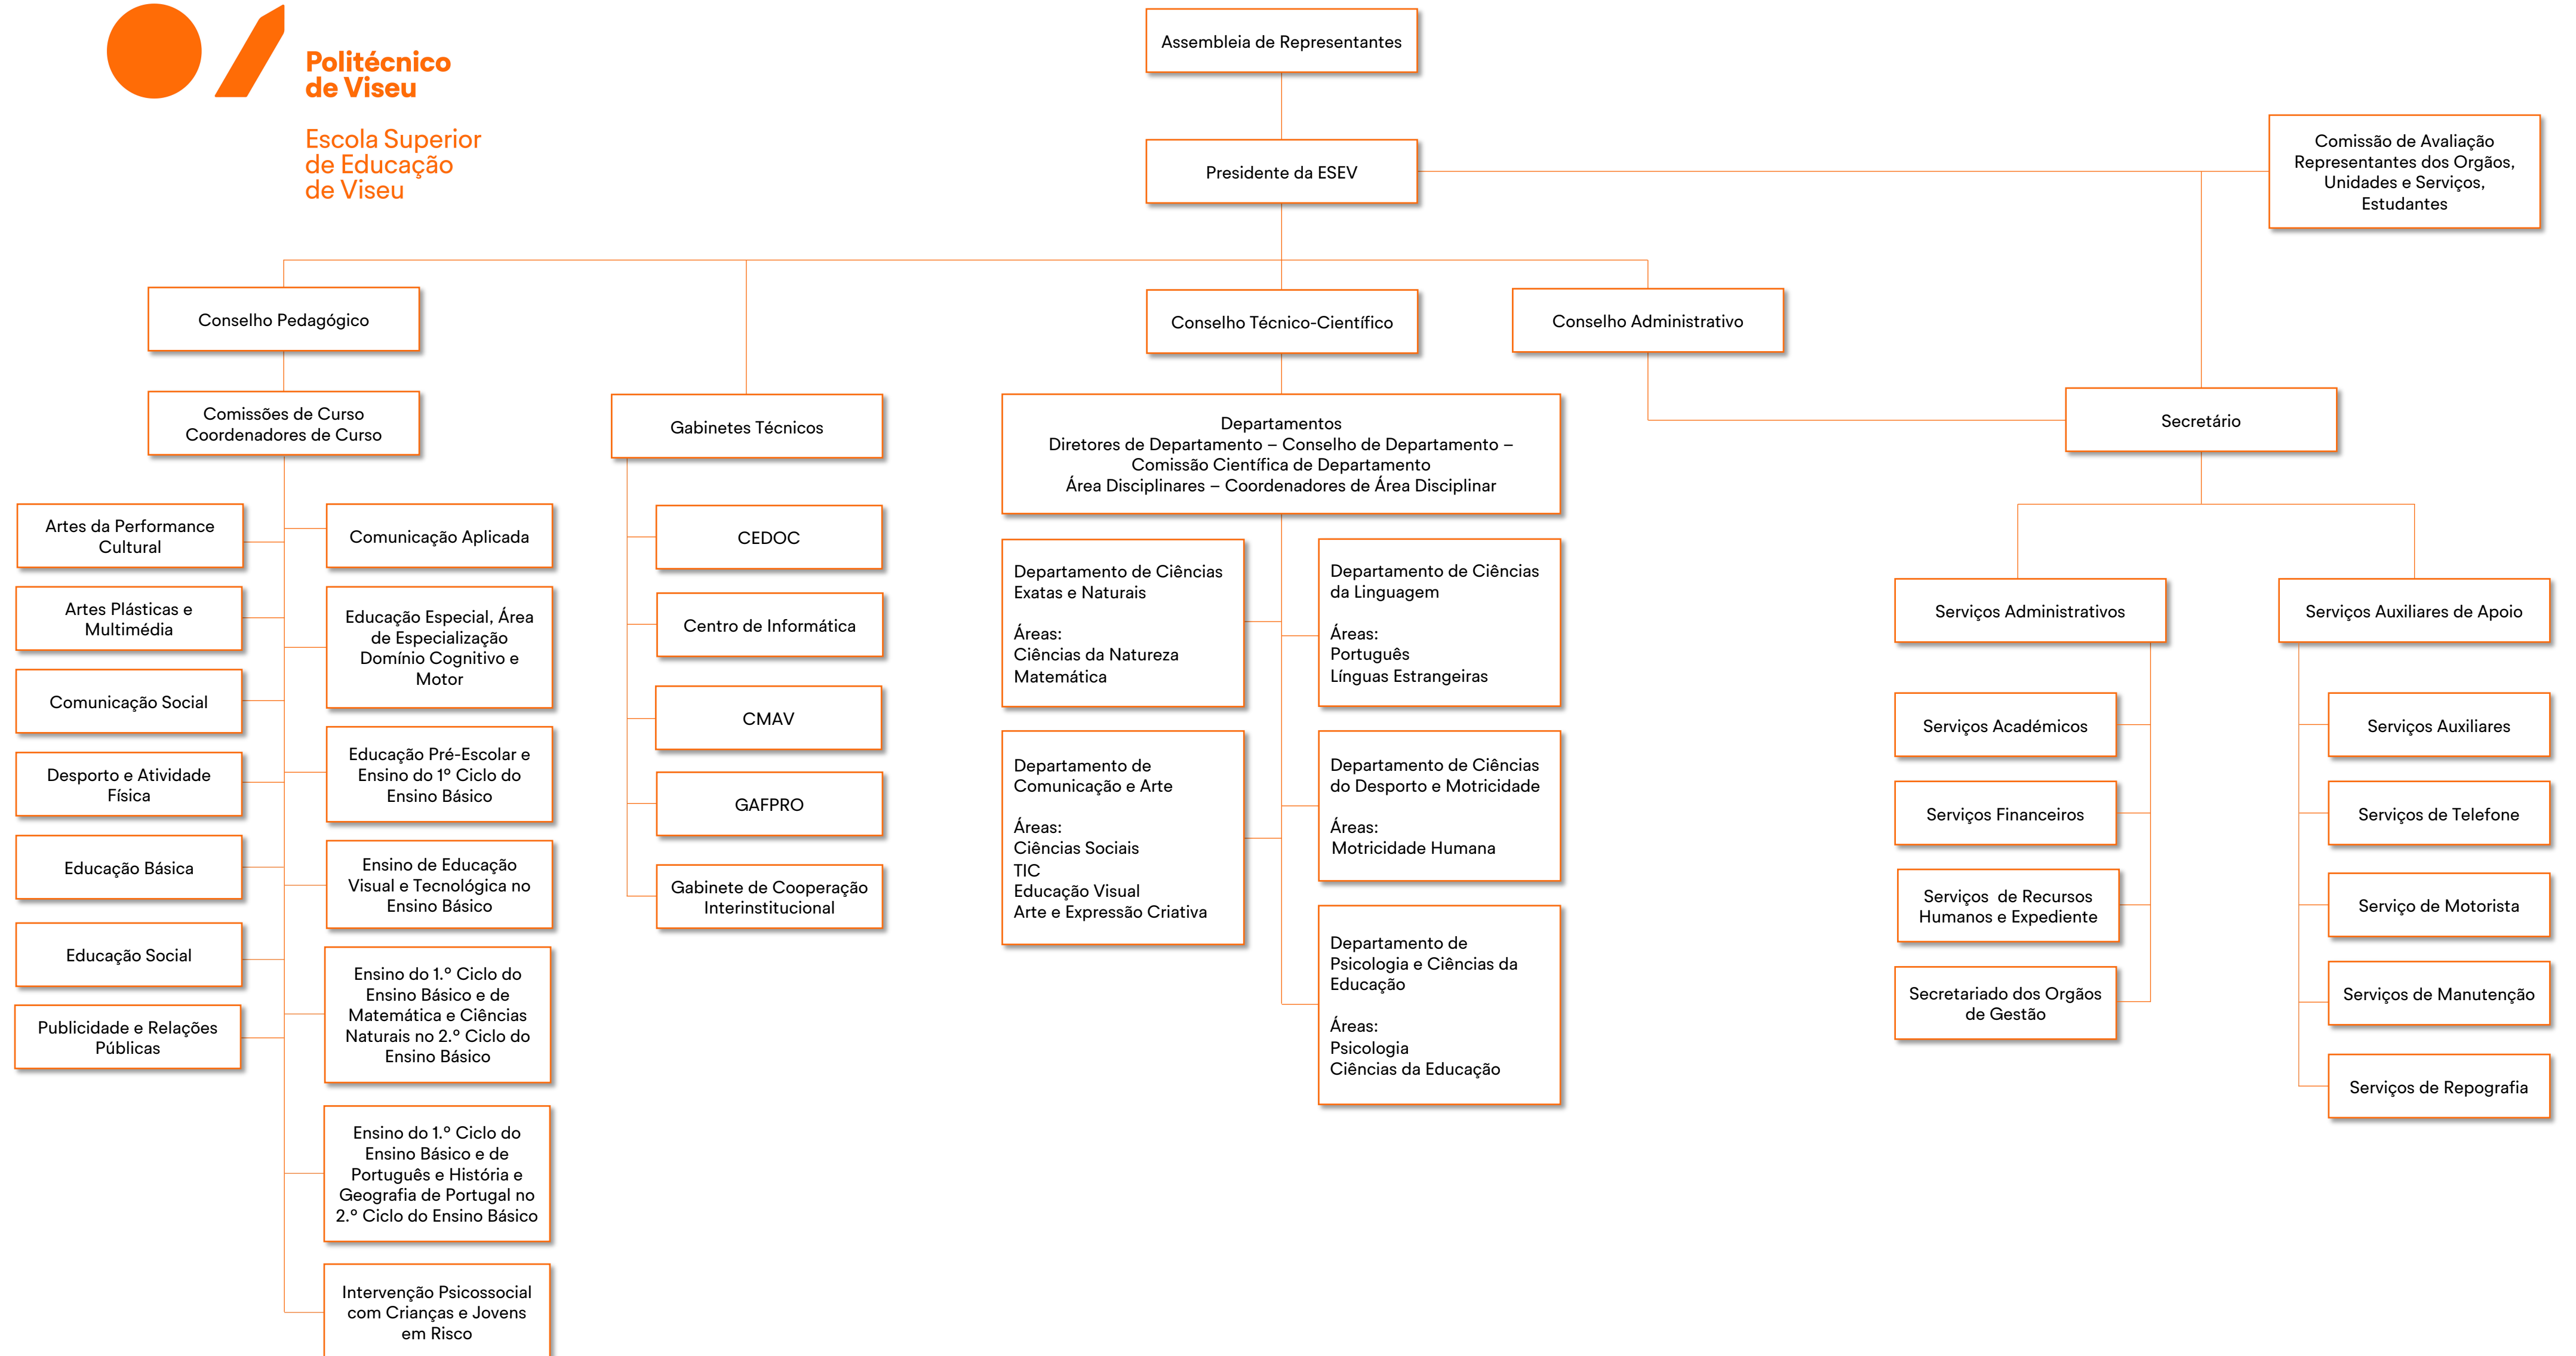 Politécnico
de Viseu
Escola Superior
de Educação
de Viseu
Assembleia de Representantes
Presidente da ESEV
Comissão de Avaliação
Representantes dos Orgãos,
Unidades e Serviços,
Estudantes
Conselho Pedagógico
Conselho Técnico-Científico
Conselho Administrativo
Comissões de Curso
Coordenadores de Curso
Gabinetes Técnicos
Departamentos
Diretores de Departamento – Conselho de Departamento –
Comissão Científica de Departamento
Área Disciplinares – Coordenadores de Área Disciplinar
Secretário
Artes da Performance
Cultural
Artes Plásticas e
Multimédia
Comunicação Social
Desporto e Atividade
Física
Educação Básica
Educação Social
Publicidade e Relações
Públicas
Comunicação Aplicada
Educação Especial, Área
de Especialização
Domínio Cognitivo e
Motor
Educação Pré-Escolar e
Ensino do 1º Ciclo do
Ensino Básico
Ensino de Educação
Visual e Tecnológica no
Ensino Básico
Ensino do 1.º Ciclo do
Ensino Básico e de
Matemática e Ciências
Naturais no 2.º Ciclo do
Ensino Básico
Ensino do 1.º Ciclo do
Ensino Básico e de
Português e História e
Geografia de Portugal no
2.º Ciclo do Ensino Básico
Intervenção Psicossocial
com Crianças e Jovens
em Risco
CEDOC
Centro de Informática
CMAV
GAFPRO
Gabinete de Cooperação
Interinstitucional
Departamento de Ciências
Exatas e Naturais
Áreas:
Ciências da Natureza
Matemática
Departamento de
Comunicação e Arte
Áreas:
Ciências Sociais
TIC
Educação Visual
Arte e Expressão Criativa
Departamento de Ciências
da Linguagem
Áreas:
Português
Línguas Estrangeiras
Departamento de Ciências
do Desporto e Motricidade
Áreas:
Motricidade Humana
Departamento de
Psicologia e Ciências da
Educação
Áreas:
Psicologia
Ciências da Educação
Serviços Administrativos
Serviços Académicos
Serviços Financeiros
Serviços de Recursos
Humanos e Expediente
Secretariado dos Orgãos
de Gestão
Serviços Auxiliares de Apoio
Serviços Auxiliares
Serviços de Telefone
Serviço de Motorista
Serviços de Manutenção
Serviços de Repografia